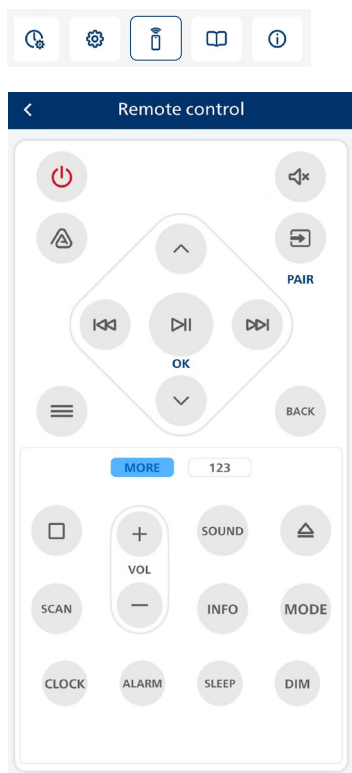 Remote control
PAIR
OK
BACK
MORE 123
SOUND
VOL
SCAN INFO MODE
CLOCK ALARM SLEEP DIM